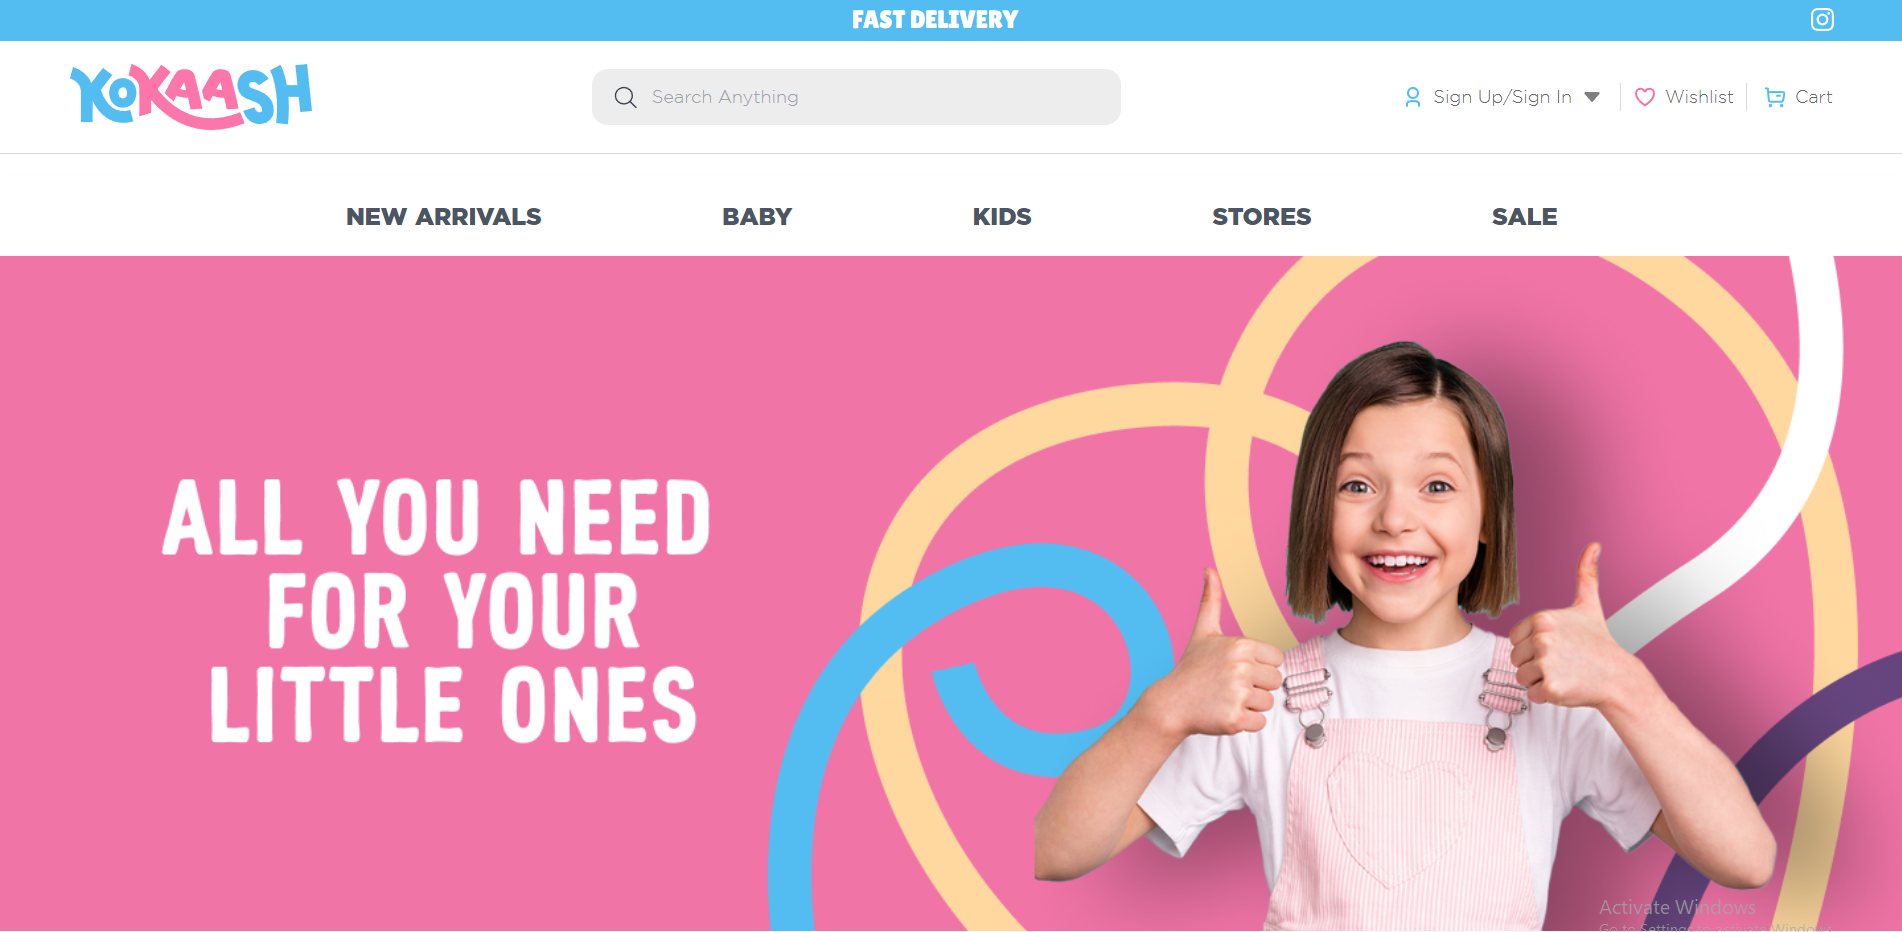 FAST DELIVERY
YOKAASH
Search Anything
Sign Up/Sign In
Wishlist
Cart
NEW ARRIVALS
BABY
KIDS
STORES
SALE
ALL YOU NEED
FOR YOUR
LITTLE ONES
Activate Windows
Go to Settings to activate Windows.